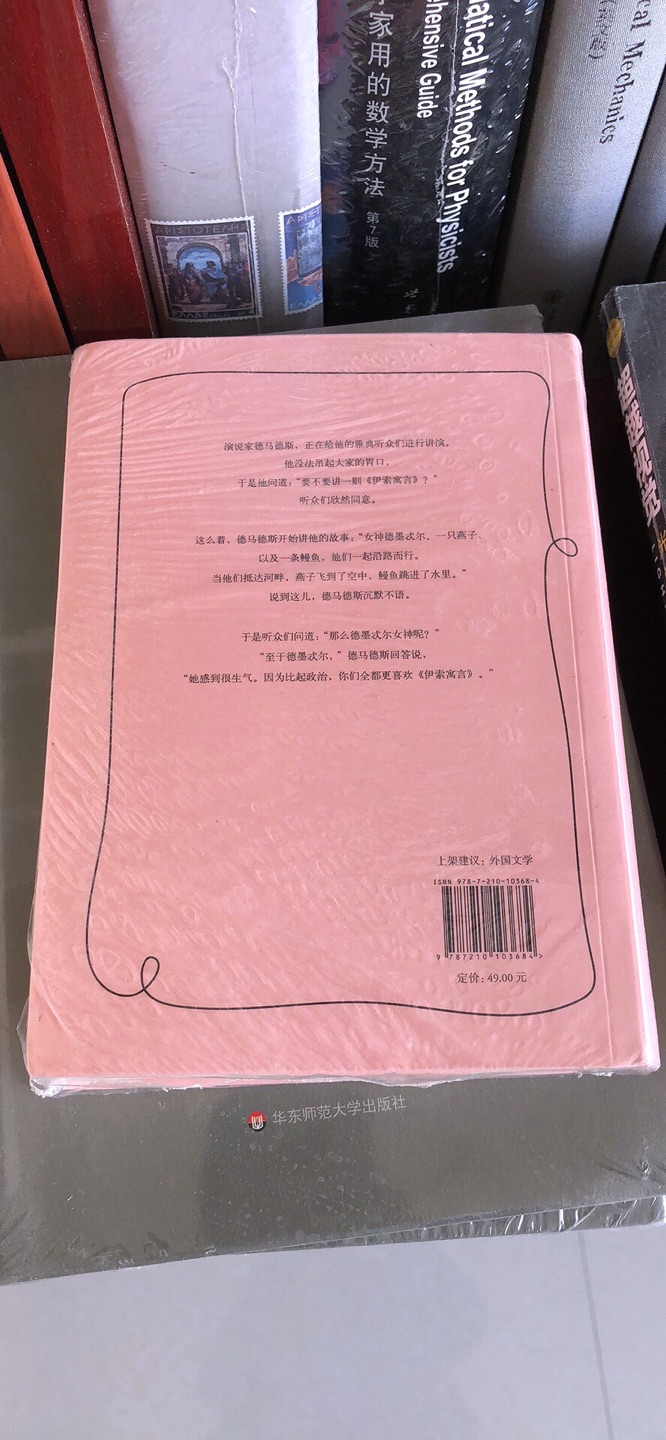 家用的数学方法
第7版
atical Methods for Physicists
hensive Guide
al Mechanics
ΑΡΙΣΤΟΤΕΛΗΣ
演说家德马德斯，正在给他的雅典听众们进行讲演。
他没法吊起大家的胃口，
于是他问道：“要不要讲一则《伊索寓言》？”
听众们欣然同意。
这么着，德马德斯开始讲他的故事：“女神德墨忒尔、一只燕子、
以及一条鳗鱼，他们一起沿路而行。
当他们抵达河畔，燕子飞到了空中，鳗鱼跳进了水里。”
说到这儿，德马德斯沉默不语。
于是听众们问道：“那么德墨忒尔女神呢？”
“至于德墨忒尔，”德马德斯回答说，
“她感到很生气。因为比起政治，你们全都更喜欢《伊索寓言》。”
上架建议：外国文学
ISBN 978-7-210-10368-4
9 787210 103684 >
定价：49.00元
华东师范大学出版社